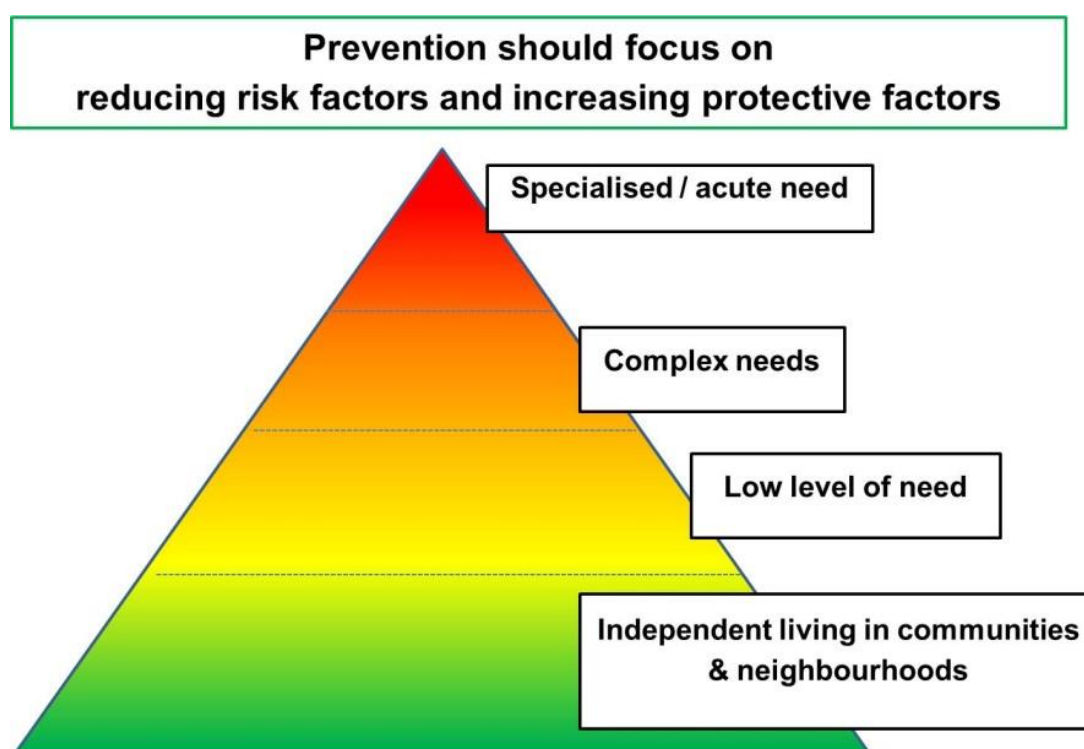 Prevention should focus on
reducing risk factors and increasing protective factors
Specialised / acute need
Complex needs
Low level of need
Independent living in communities
& neighbourhoods